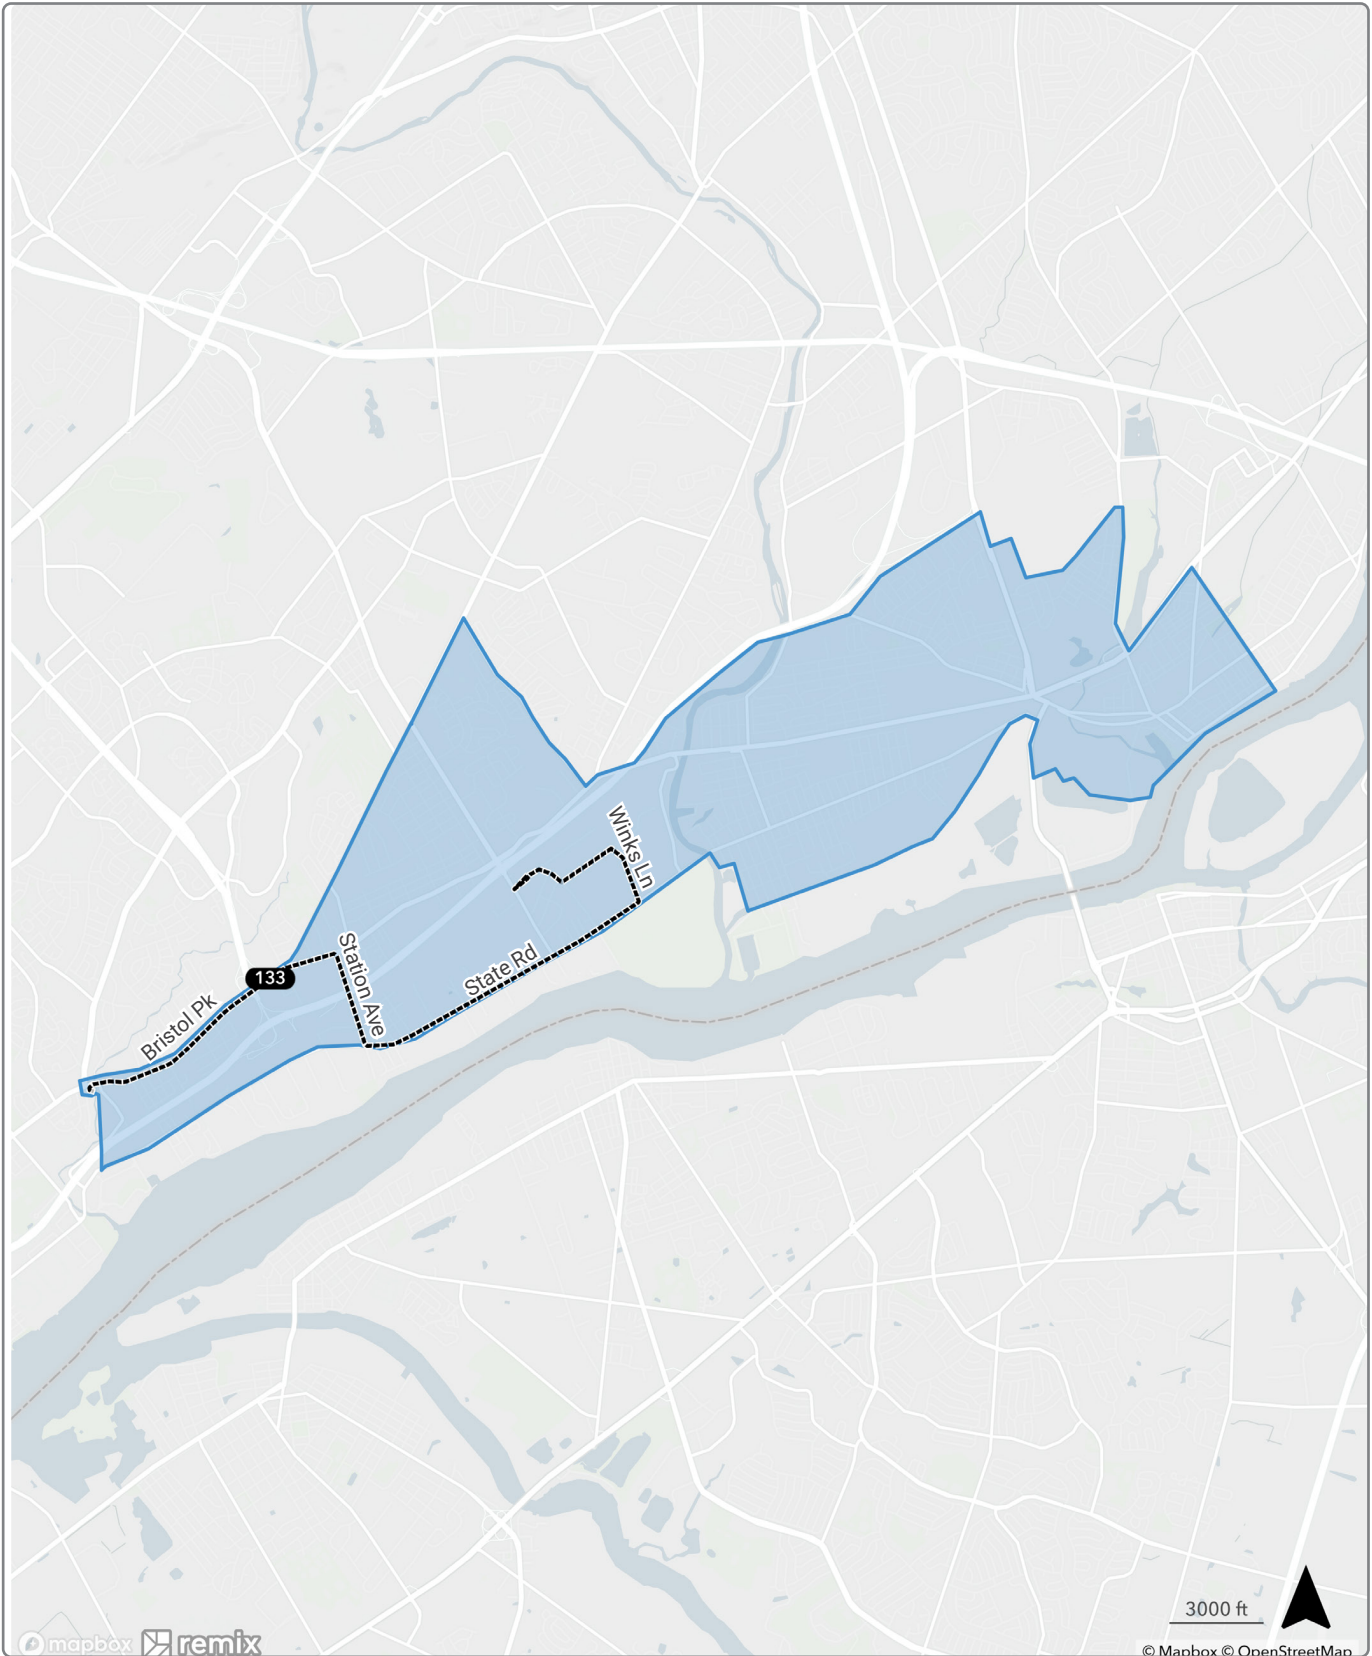 Winks Ln
Station Ave
State Rd
133
Bristol Pk
3000 ft
mapbox remix
© Mapbox © OpenStreetMap